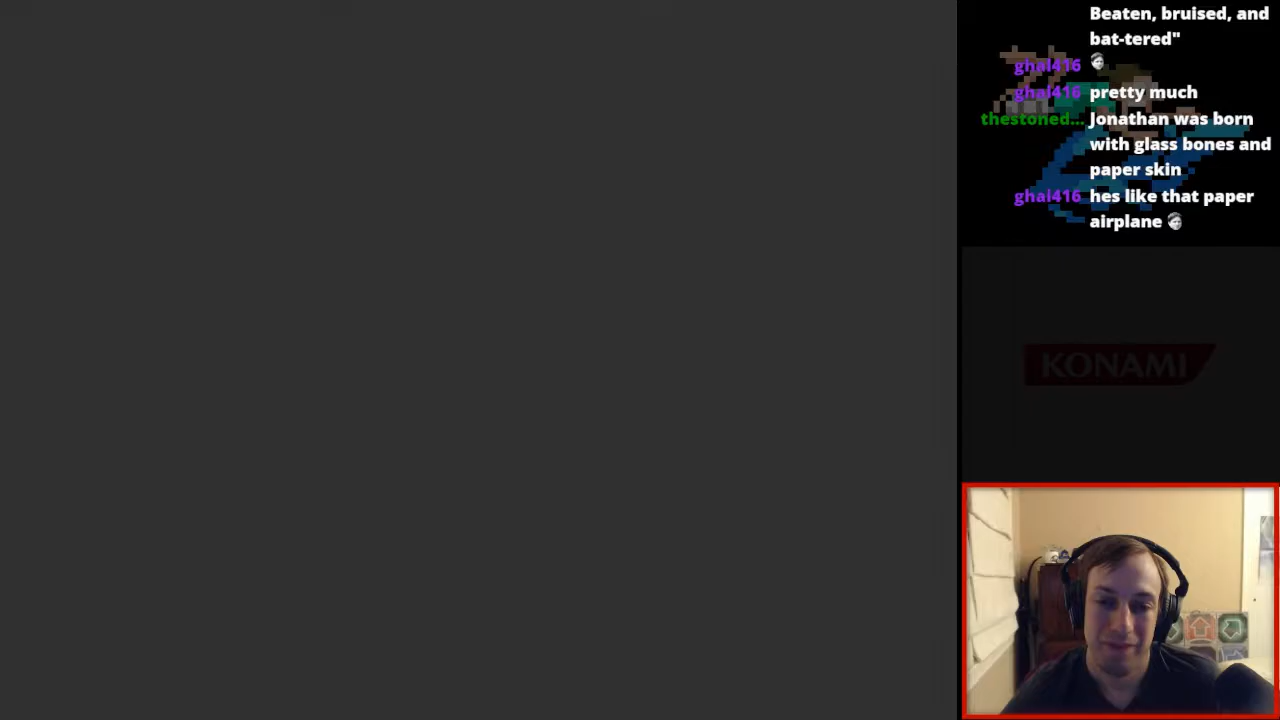 Beaten, bruised, and
bat-tered"
ghal416
ghal416 pretty much
thestoned... Jonathan was born
with glass bones and
paper skin
ghal416 hes like that paper
airplane
KONAMI